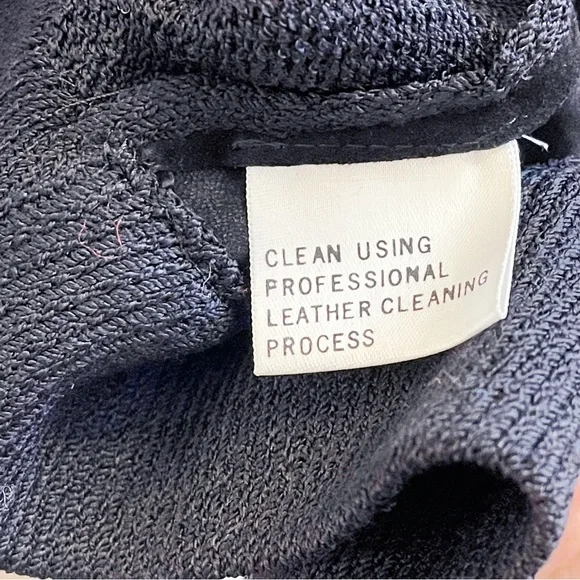 CLEAN USING
PROFESSIONAL
LEATHER CLEANING
PROCESS